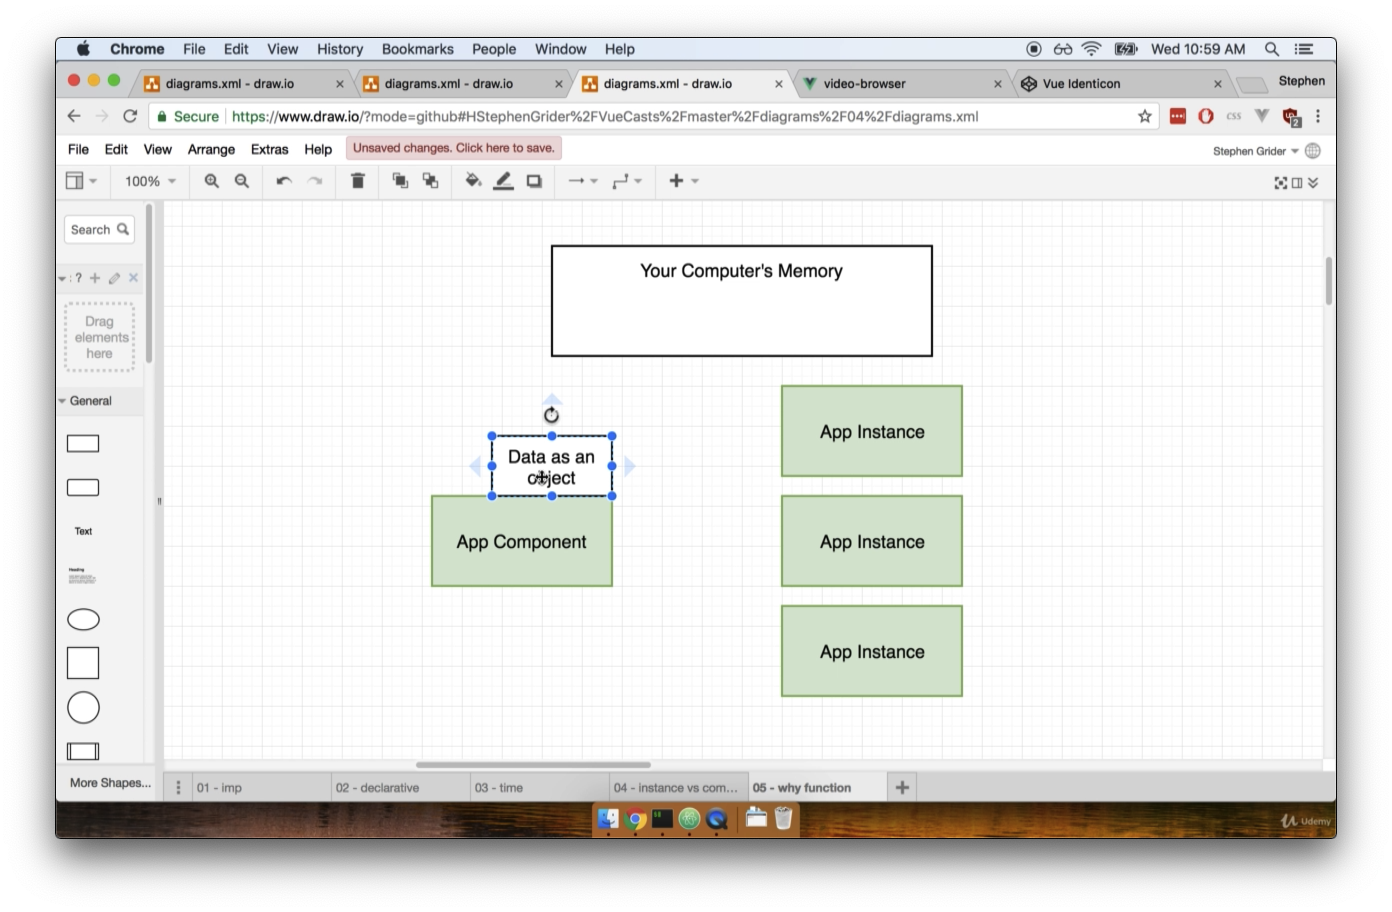 Chrome File Edit View History Bookmarks People Window Help Wed 10:59 AM
diagrams.xml - draw.io diagrams.xml - draw.io diagrams.xml - draw.io video-browser Vue Identicon Stephen
Secure https://www.draw.io/?mode=github#HStephenGrider%2FVueCasts%2Fmaster%2Fdiagrams%2F04%2Fdiagrams.xml CSS 2
File Edit View Arrange Extras Help Unsaved changes. Click here to save. Stephen Grider
100%
Search
: ?
Drag
elements
here
General
Text
Heading
More Shapes...
Your Computer's Memory
Data as an
object
App Component
App Instance
App Instance
App Instance
01 - imp 02 - declarative 03 - time 04 - instance vs com... 05 - why function
Udemy